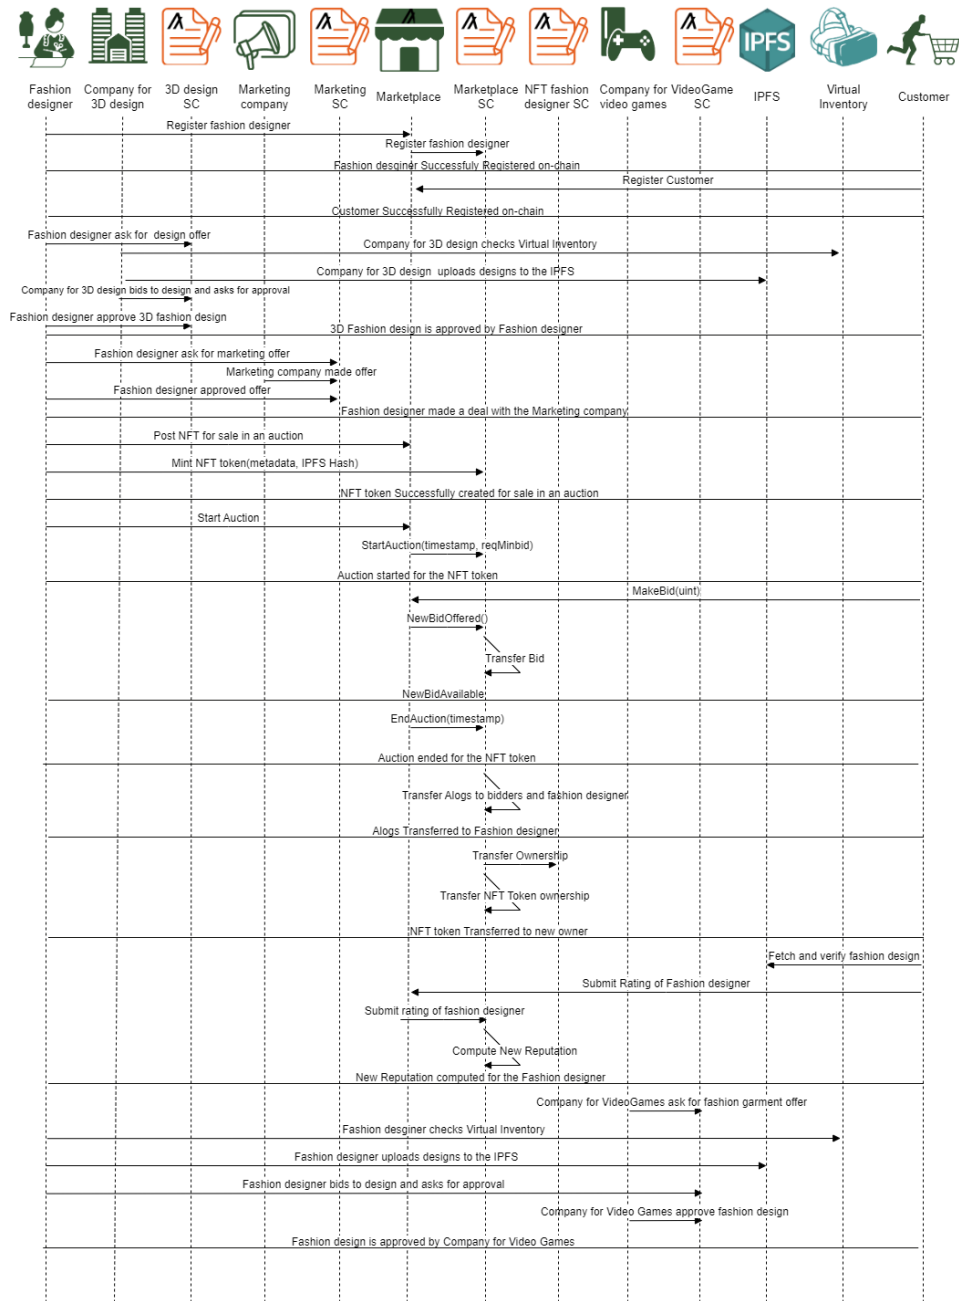 IPFS
Fashion designer
Company for 3D design
3D design SC
Marketing company
Marketing SC
Marketplace
Marketplace SC
NFT fashion designer SC
Company for video games
VideoGame SC
IPFS
Virtual Inventory
Customer
Register fashion designer
Register fashion designer
Fashion desginer Successfuly Registered on-chain
Register Customer
Customer Successfuly Registered on-chain
Fashion designer ask for design offer
Company for 3D design checks Virtual Inventory
Company for 3D design uploads designs to the IPFS
Company for 3D design bids to design and asks for approval
Fashion designer approve 3D fashion design
3D Fashion design is approved by Fashion designer
Fashion designer ask for marketing offer
Marketing company made offer
Fashion designer approved offer
Fashion designer made a deal with the Marketing company
Post NFT for sale in an auction
Mint NFT token(metadata, IPFS Hash)
NFT token Successfuly created for sale in an auction
Start Auction
StartAuction(timestamp, reqMinbid)
Auction started for the NFT token
MakeBid(uint)
NewBidOffered()
Transfer Bid
NewBidAvailable
EndAuction(timestamp)
Auction ended for the NFT token
Transfer Alogs to bidders and fashion designer
Alogs Transferred to Fashion designer
Transfer Ownership
Transfer NFT Token ownership
NFT token Transferred to new owner
Fetch and verify fashion design
Submit Rating of Fashion designer
Submit rating of fashion designer
Compute New Reputation
New Reputation computed for the Fashion designer
Company for VideoGames ask for fashion garment offer
Fashion desginer checks Virtual Inventory
Fashion designer uploads designs to the IPFS
Fashion designer bids to design and asks for approval
Company for Video Games approve fashion design
Fashion design is approved by Company for Video Games